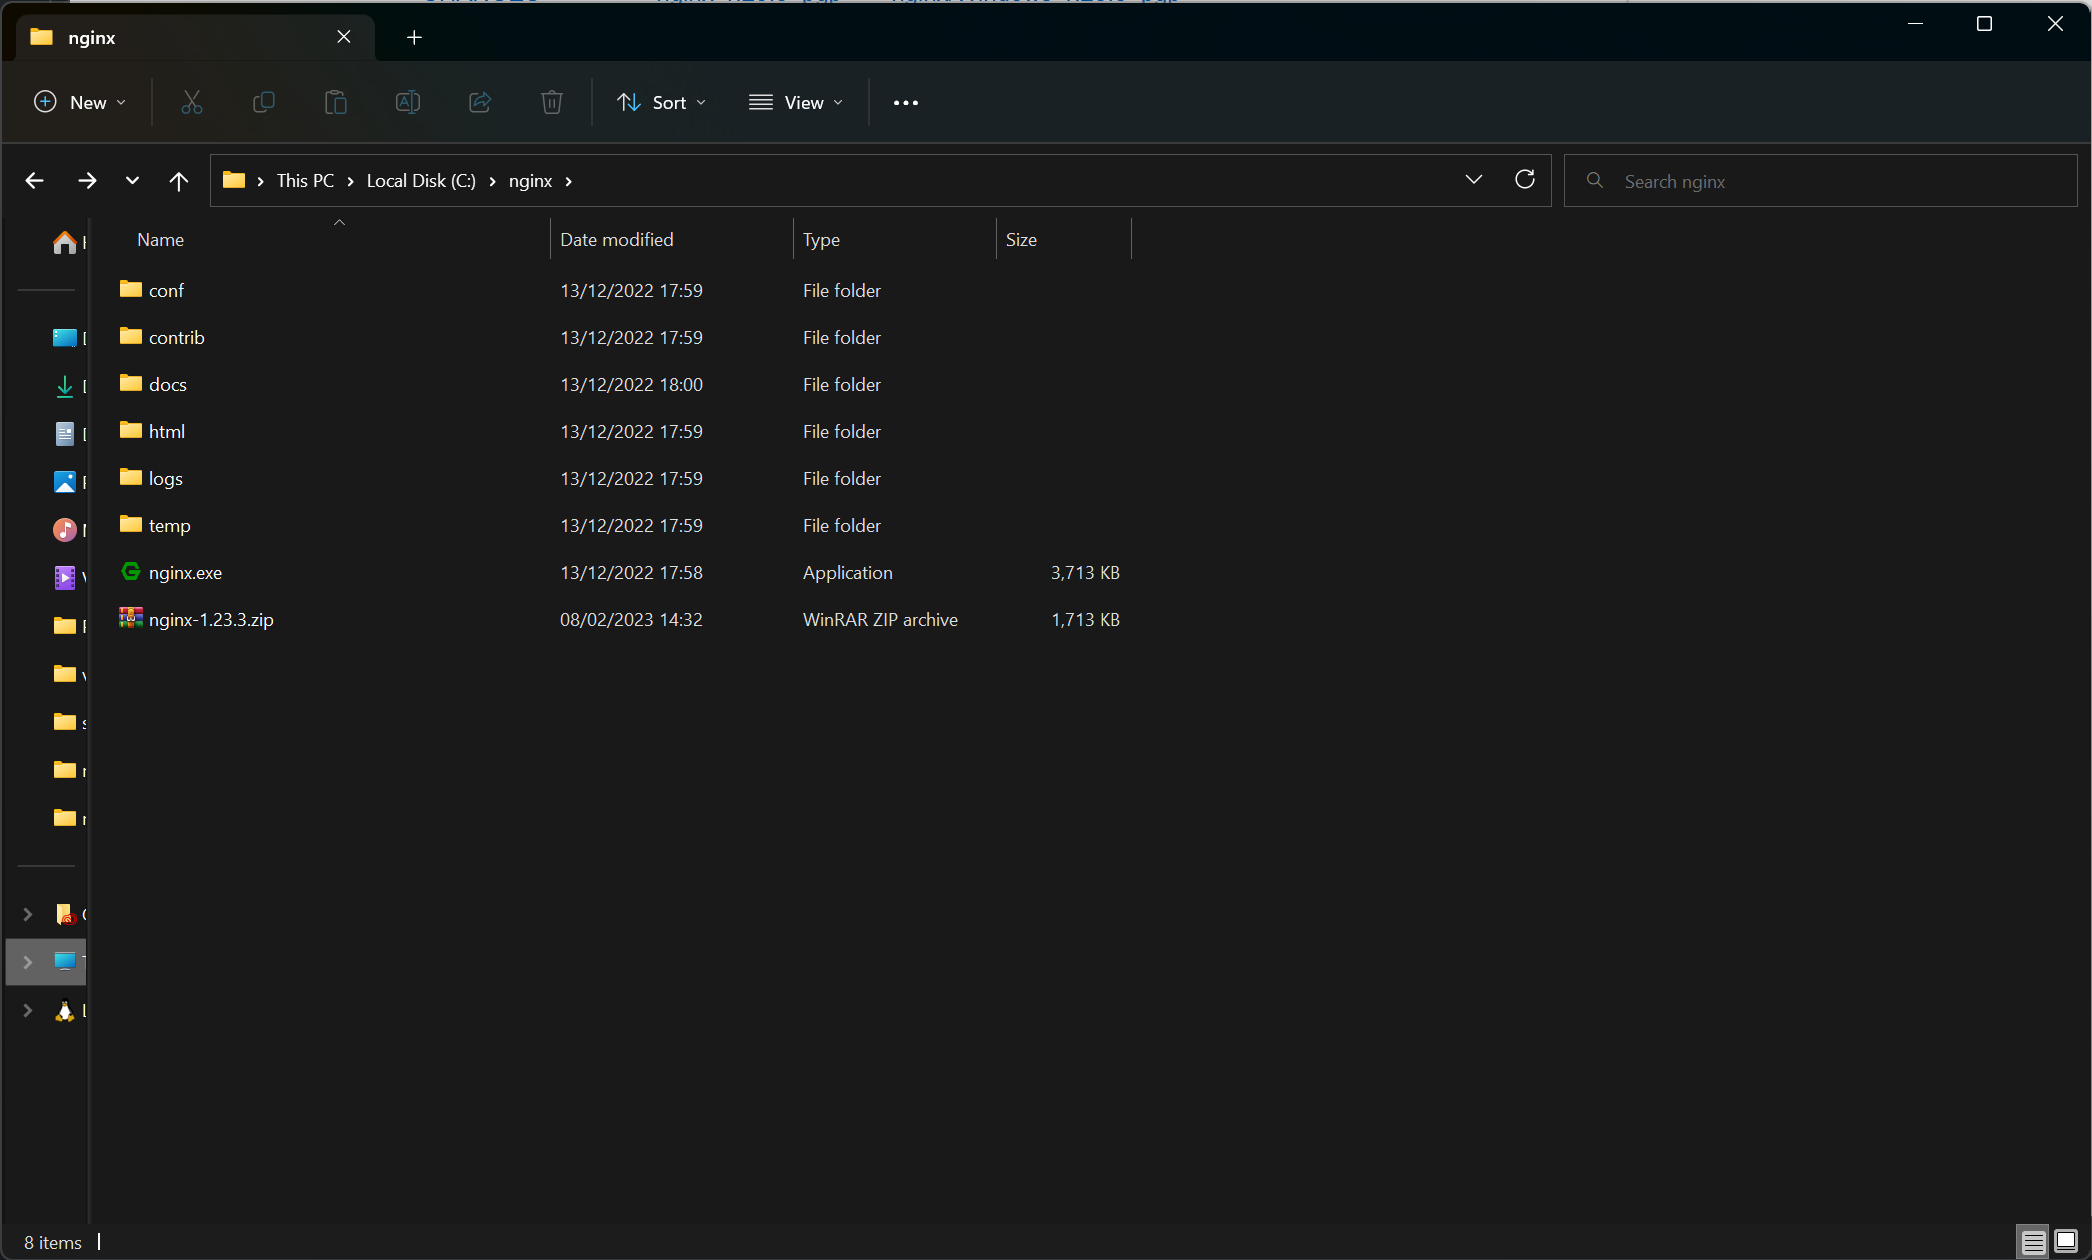 nginx
New
Sort
View
This PC
Local Disk (C:)
nginx
Search nginx
Name
Date modified
Type
Size
conf 13/12/2022 17:59 File folder
contrib 13/12/2022 17:59 File folder
docs 13/12/2022 18:00 File folder
html 13/12/2022 17:59 File folder
logs 13/12/2022 17:59 File folder
temp 13/12/2022 17:59 File folder
nginx.exe 13/12/2022 17:58 Application 3,713 KB
nginx-1.23.3.zip 08/02/2023 14:32 WinRAR ZIP archive 1,713 KB
8 items